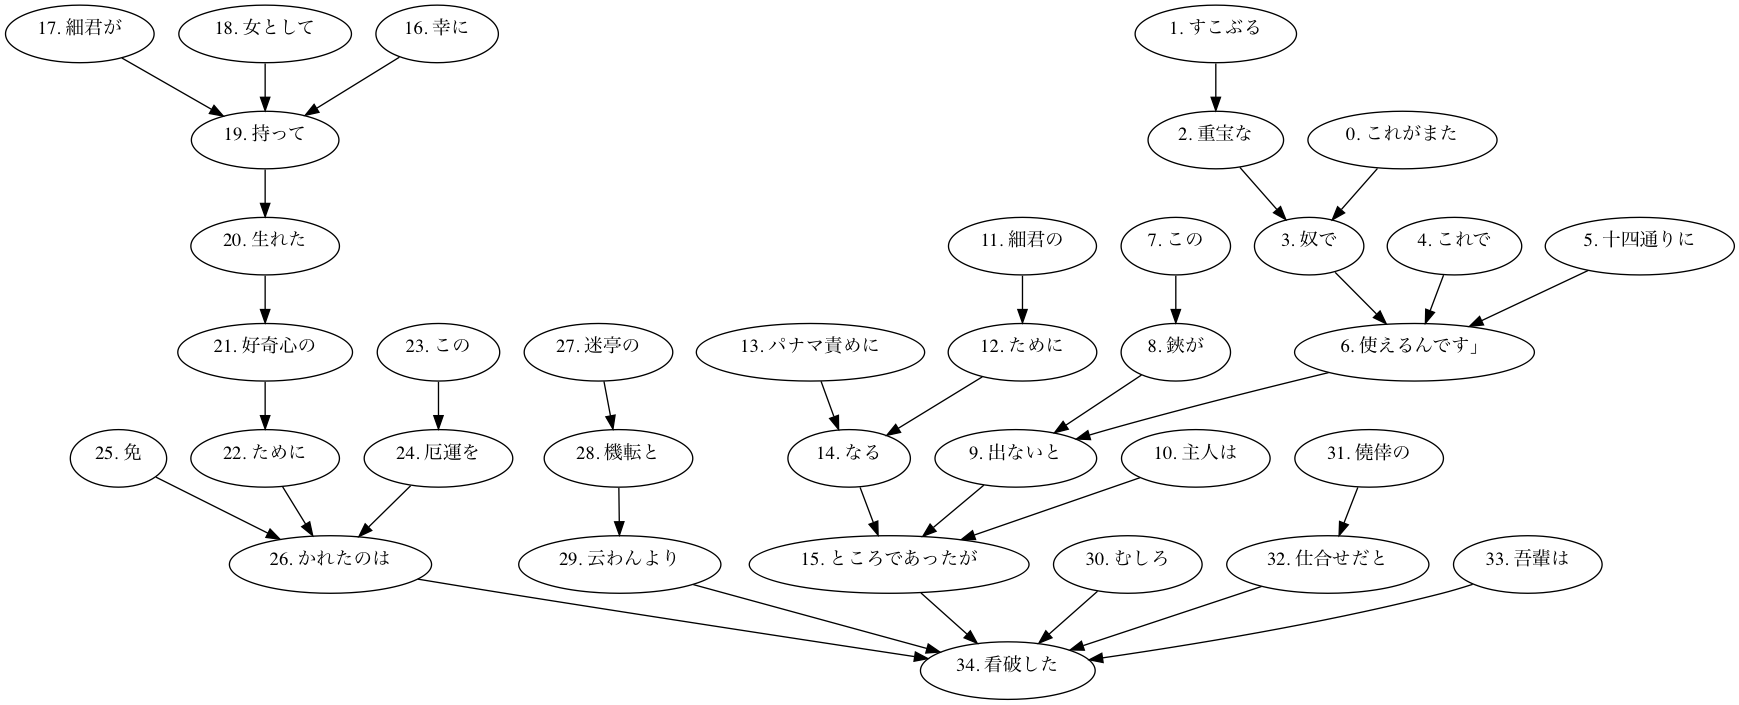 17. 細君が
18. 女として
16. 幸に
1. すこぶる
19. 持って
2. 重宝な
0. これがまた
20. 生れた
11. 細君の
7. この
3. 奴で
4. これで
5. 十四通りに
21. 好奇心の
23. この
27. 迷亭の
13. パナマ責めに
12. ために
8. 鋏が
6. 使えるんです」
25. 免
22. ために
24. 厄運を
28. 機転と
14. なる
9. 出ないと
10. 主人は
31. 僥倖の
26. かれたのは
29. 云わんより
15. ところであったが
30. むしろ
32. 仕合せだと
33. 吾輩は
34. 看破した